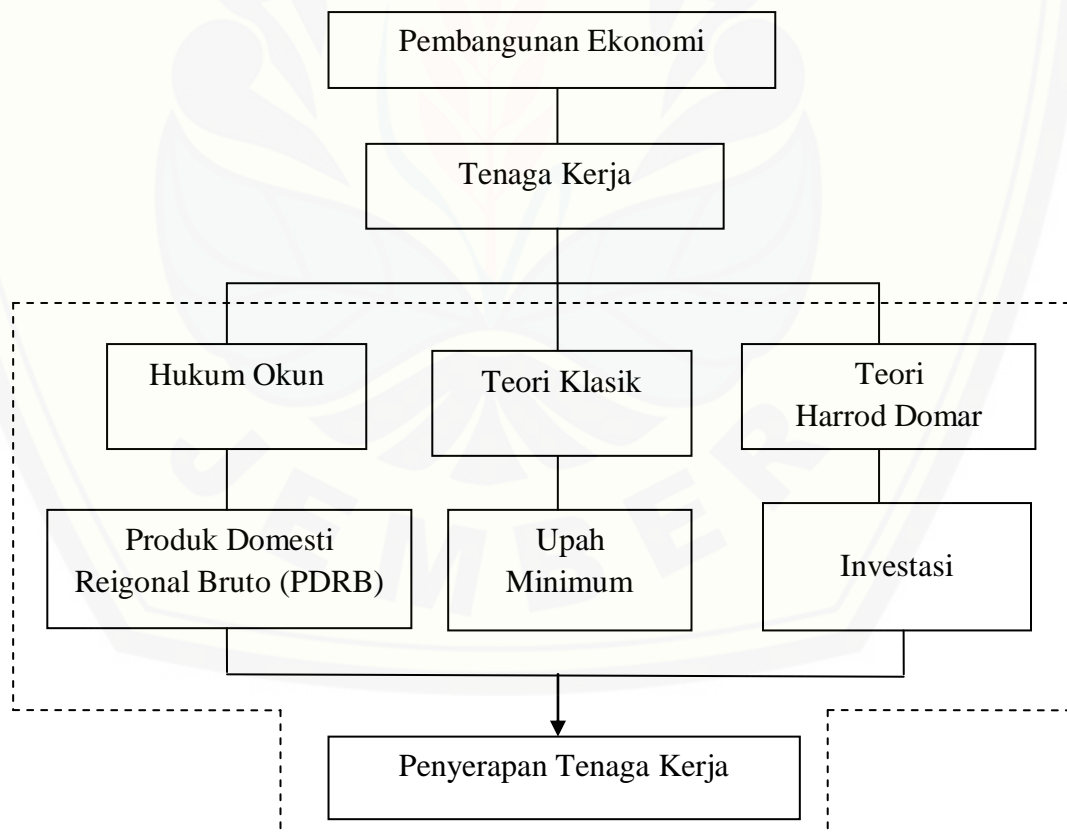 Pembangunan Ekonomi
Tenaga Kerja
Hukum Okun
Teori Klasik
Teori
Harrod Domar
Produk Domesti
Reigonal Bruto (PDRB)
Upah
Minimum
Investasi
Penyerapan Tenaga Kerja
JEMBER